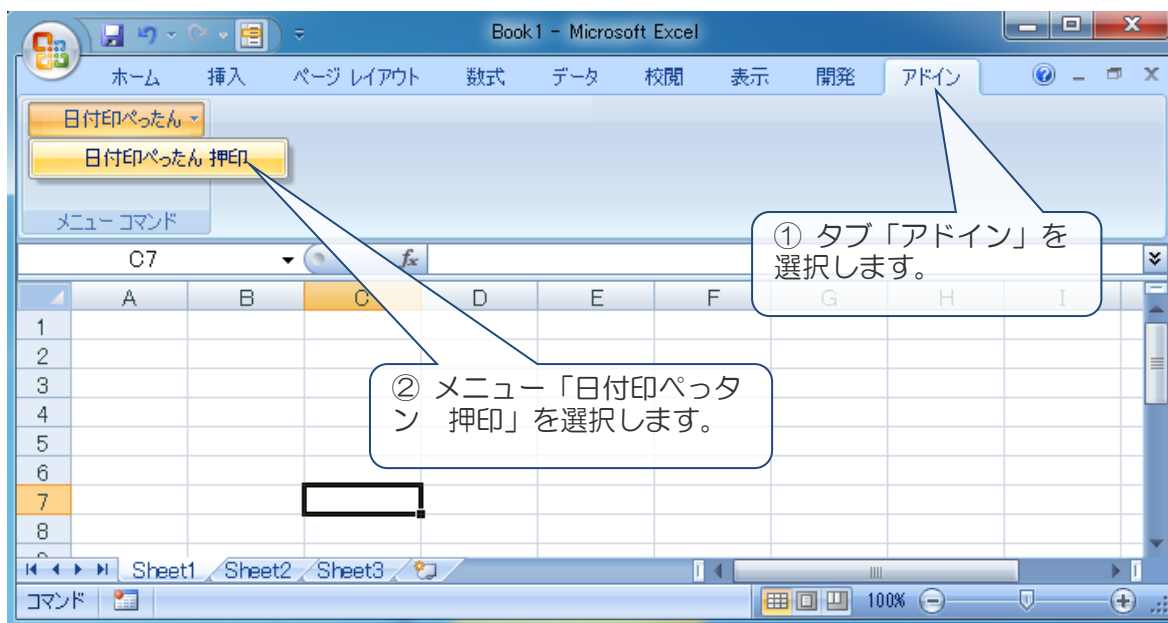 Book1 - Microsoft Excel
ホーム 挿入 ページ レイアウト 数式 データ 校閲 表示 開発 アドイン
日付印ぺったん
日付印ぺったん 押印
メニュー コマンド
① タブ「アドイン」を
選択します。
C7 fx
A B C D E F G H I
1
2
3
② メニュー「日付印ぺっタ
4
ン 押印」を選択します。
5
6
7
8
Sheet1 Sheet2 Sheet3
コマンド 100%